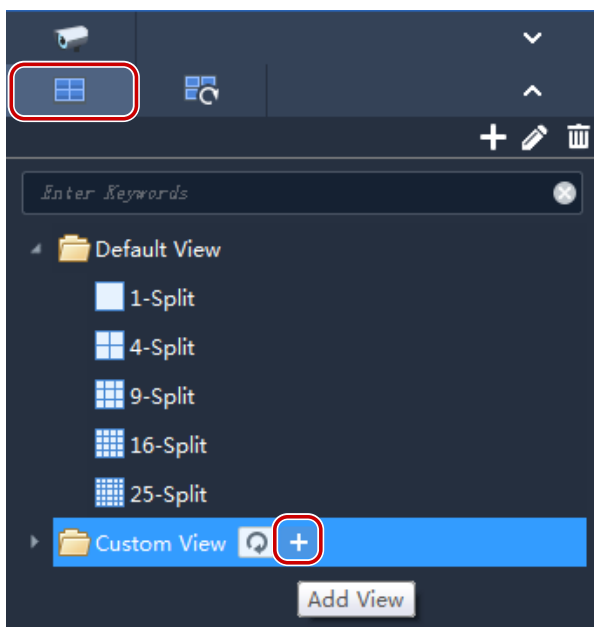 Enter Keywords
Default View
1-Split
4-Split
9-Split
16-Split
25-Split
Custom View
Add View